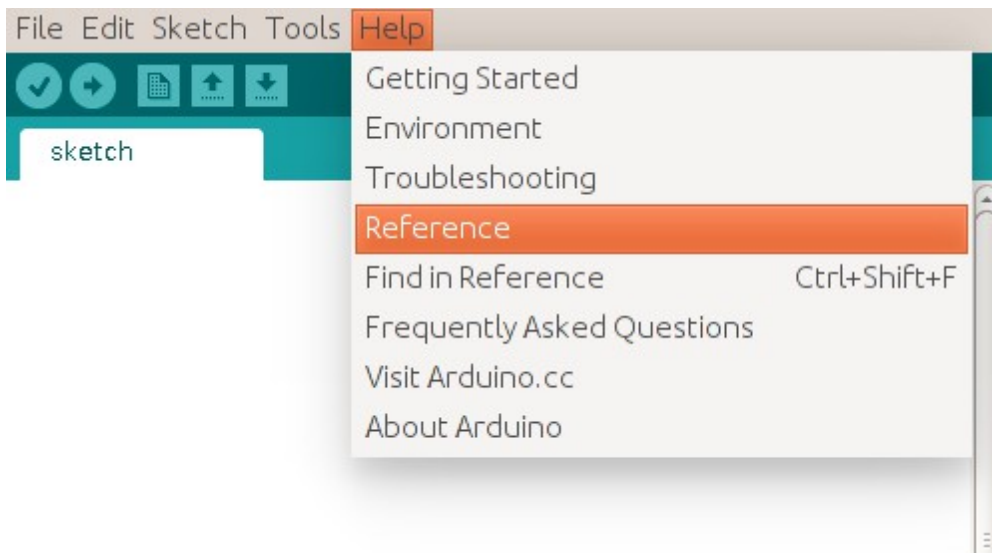 File Edit Sketch Tools Help
Getting Started
Environment
sketch
Troubleshooting
Reference
Find in Reference Ctrl+Shift+F
Frequently Asked Questions
Visit Arduino.cc
About Arduino